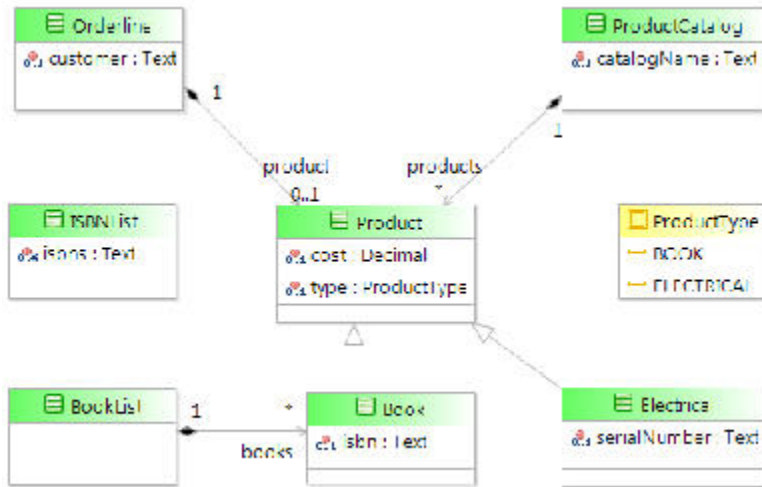 Orderline
customer : Text
1
ProductCatalog
catalogName : Text
1
product
0..1
products
*
ISBNList
isbns : Text
Product
cost : Decimal
type : ProductType
ProductType
BOOK
ELECTRICAL
BookList
1
*
books
Book
isbn : Text
Electrica
serialNumber : Text